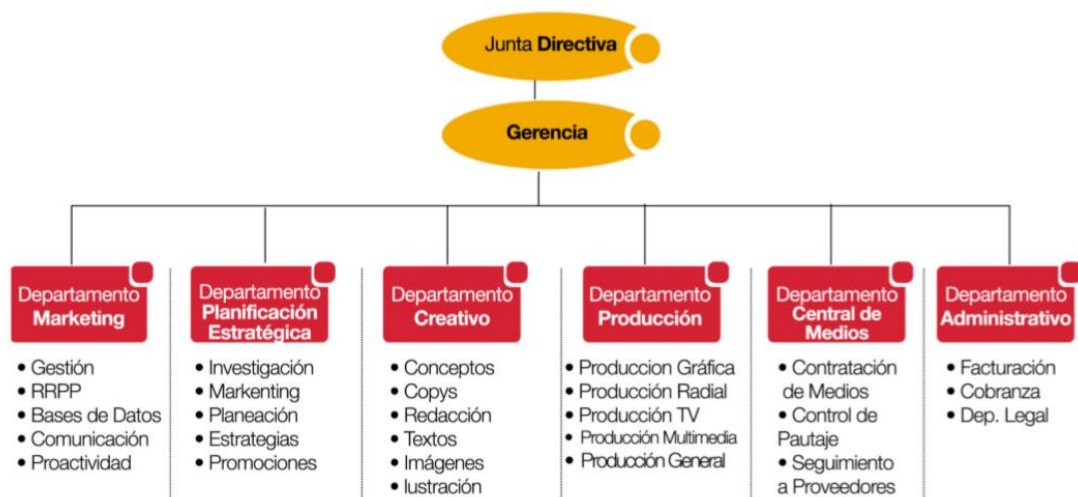 Junta Directiva
Gerencia
Departamento
Marketing
• Gestión
• RRPP
• Bases de Datos
• Comunicación
• Proactividad
Departamento
Planificación
Estratégica
• Investigación
• Markenting
• Planeación
• Estrategias
• Promociones
Departamento
Creativo
• Conceptos
• Copys
• Redacción
• Textos
• Imágenes
• lustración
Departamento
Producción
• Produccion Gráfica
• Producción Radial
• Producción TV
• Producción Multimedia
• Producción General
Departamento
Central de
Medios
• Contratación
de Medios
• Control de
Pautaje
• Seguimiento
a Proveedores
Departamento
Administrativo
• Facturación
• Cobranza
• Dep. Legal